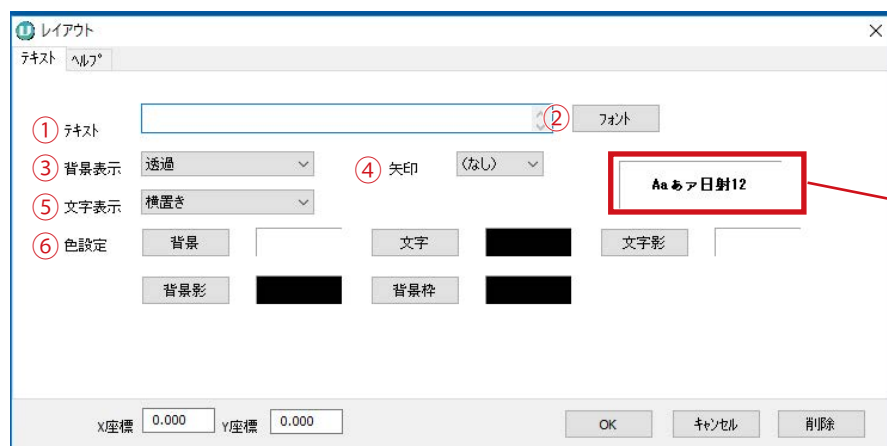 レイアウト
テキスト ヘルプ
① テキスト ② フォント
③ 背景表示 透過 ④ 矢印 (なし)
Aaあァ日射12
⑤ 文字表示 横置き
⑥ 色設定 背景 文字 文字影
背景影 背景枠
X座標 0.000 Y座標 0.000 OK キャンセル 削除